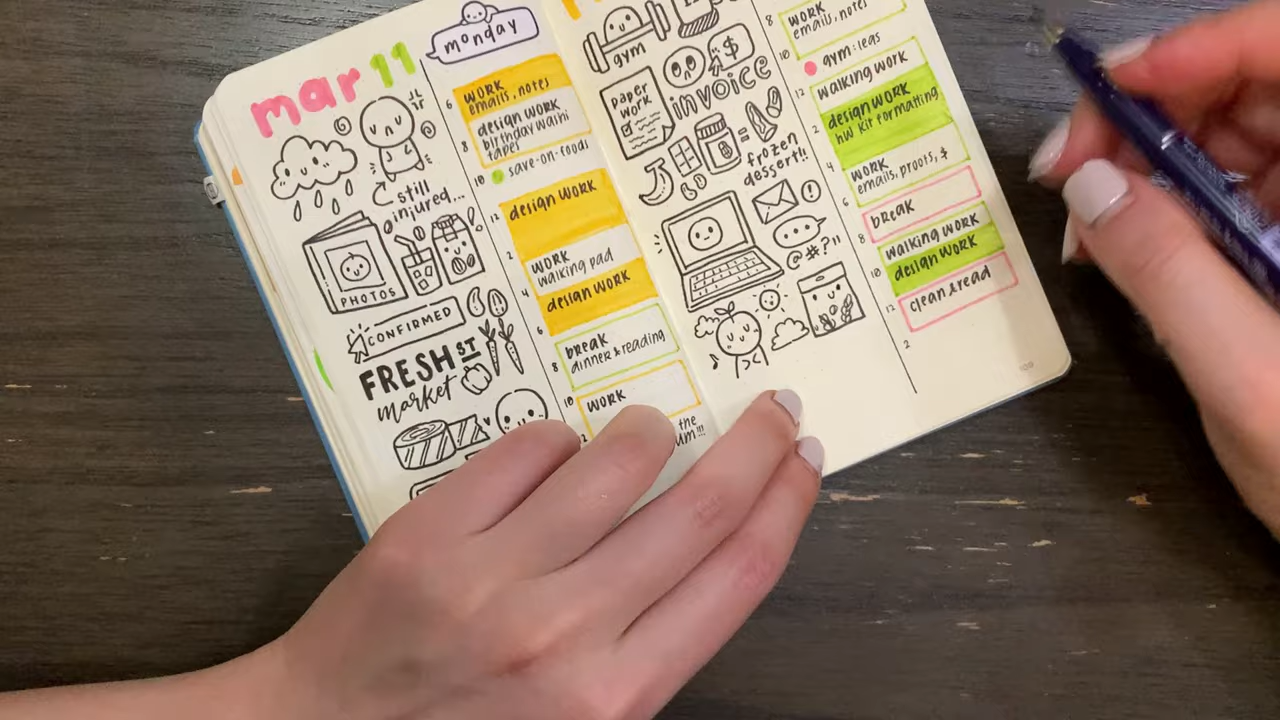 mar 11
monday
still
injured...
PHOTOS
CONFIRMED
FRESH ST
market
6
WORK
emails, notes
design WORK
birthday washi
tape!
8
10
save-on-foods
12
design WORK
2
WORK
walking pad
4
design WORK
6
break
dinner & reading
8
10
WORK
the
gym
paper
WORK
$
INVOICE
=
frozen
dessert!!
@#?!!
8
WORK
emails, notes
10
gym: legs
12
walking WORK
design WORK
hW kit formatting
2
4
WORK
emails, proofs, $
6
break
8
walking WORK
design WORK
10
clean & read
12
2